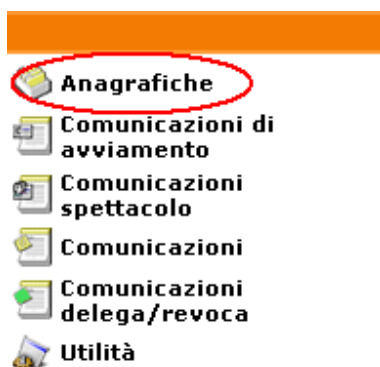 Anagrafiche
Comunicazioni di
avviamento
Comunicazioni
spettacolo
Comunicazioni
Comunicazioni
delega/revoca
Utilità